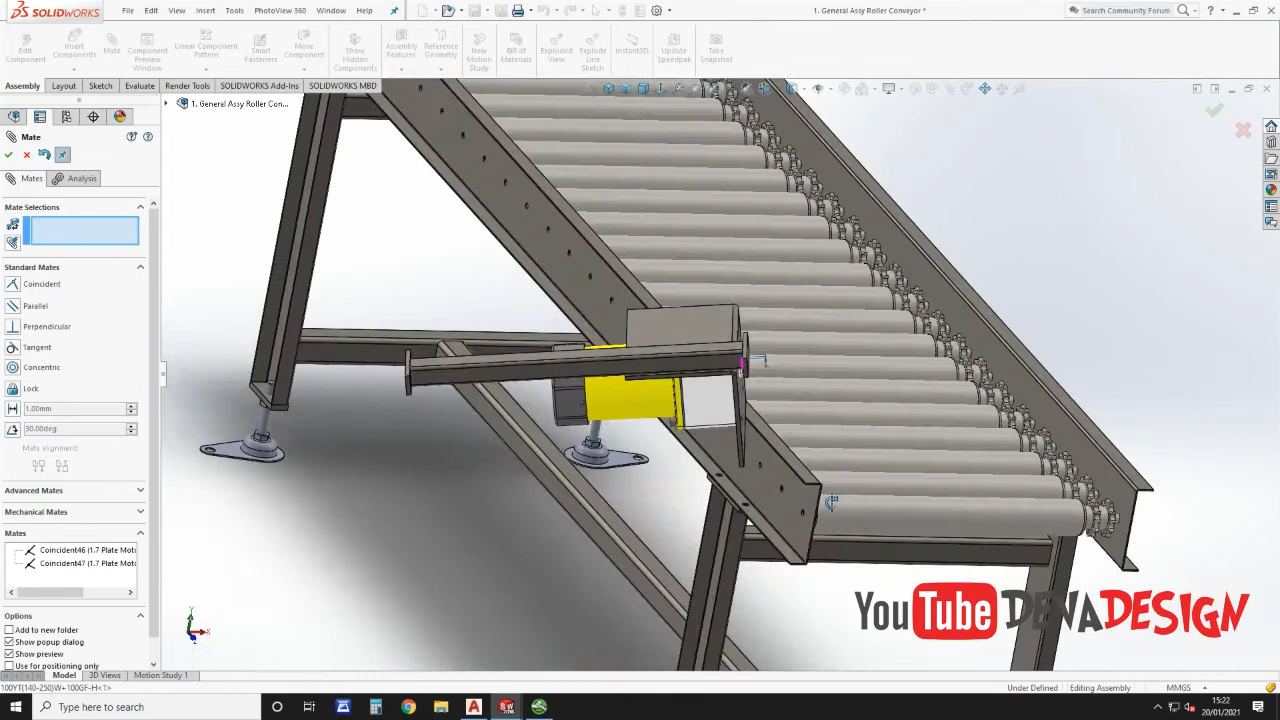 SOLIDWORKS
File Edit View Insert Tools PhotoView 360 Window
1. General Assy Roller Conveyor *
Search Community Forum
Edit Component
Insert Components
Mate
Component Preview Window
Linear Component Pattern
Smart Fasteners
Move Component
Show Hidden Components
Assembly Features
Reference Geometry
New Motion Study
Bill of Materials
Exploded View
Explode Line Sketch
Instant3D
Update Speedpak
Take Snapshot
Assembly Layout Sketch Evaluate Render Tools SOLIDWORKS Add-Ins SOLIDWORKS MBD
1. General Assy Roller Con...
Mate
Mates Analysis
Mate Selections
Standard Mates
Coincident
Parallel
Perpendicular
Tangent
Concentric
Lock
1.00mm
30.00deg
Mate alignment:
Advanced Mates
Mechanical Mates
Mates
Coincident46 (1.7 Plate Moto
Coincident47 (1.7 Plate Moto
Options
Add to new folder
Show popup dialog
Show preview
Use for positioning only
YouTube DEVADESIGN
Model 3D Views Motion Study 1
100YT(140-250)W+100GF-H<1>
Under Defined Editing Assembly MMGS
Type here to search
15:22
20/01/2021